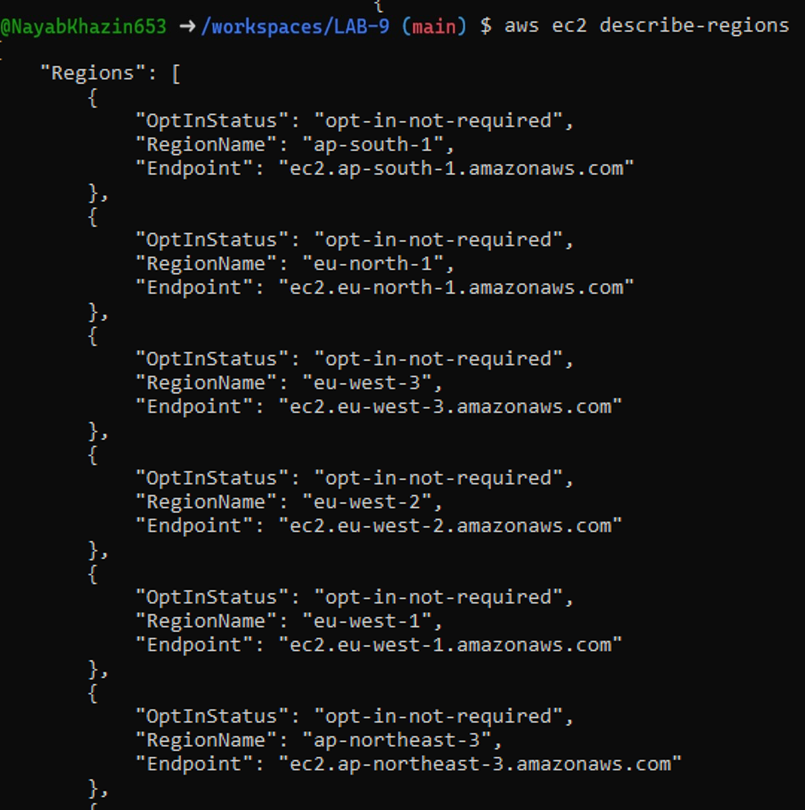 {
@NayabKhazin653 ➜ /workspaces/LAB-9 (main) $ aws ec2 describe-regions
"Regions": [
{
"OptInStatus": "opt-in-not-required",
"RegionName": "ap-south-1",
"Endpoint": "ec2.ap-south-1.amazonaws.com"
},
{
"OptInStatus": "opt-in-not-required",
"RegionName": "eu-north-1",
"Endpoint": "ec2.eu-north-1.amazonaws.com"
},
{
"OptInStatus": "opt-in-not-required",
"RegionName": "eu-west-3",
"Endpoint": "ec2.eu-west-3.amazonaws.com"
},
{
"OptInStatus": "opt-in-not-required",
"RegionName": "eu-west-2",
"Endpoint": "ec2.eu-west-2.amazonaws.com"
},
{
"OptInStatus": "opt-in-not-required",
"RegionName": "eu-west-1",
"Endpoint": "ec2.eu-west-1.amazonaws.com"
},
{
"OptInStatus": "opt-in-not-required",
"RegionName": "ap-northeast-3",
"Endpoint": "ec2.ap-northeast-3.amazonaws.com"
},
{